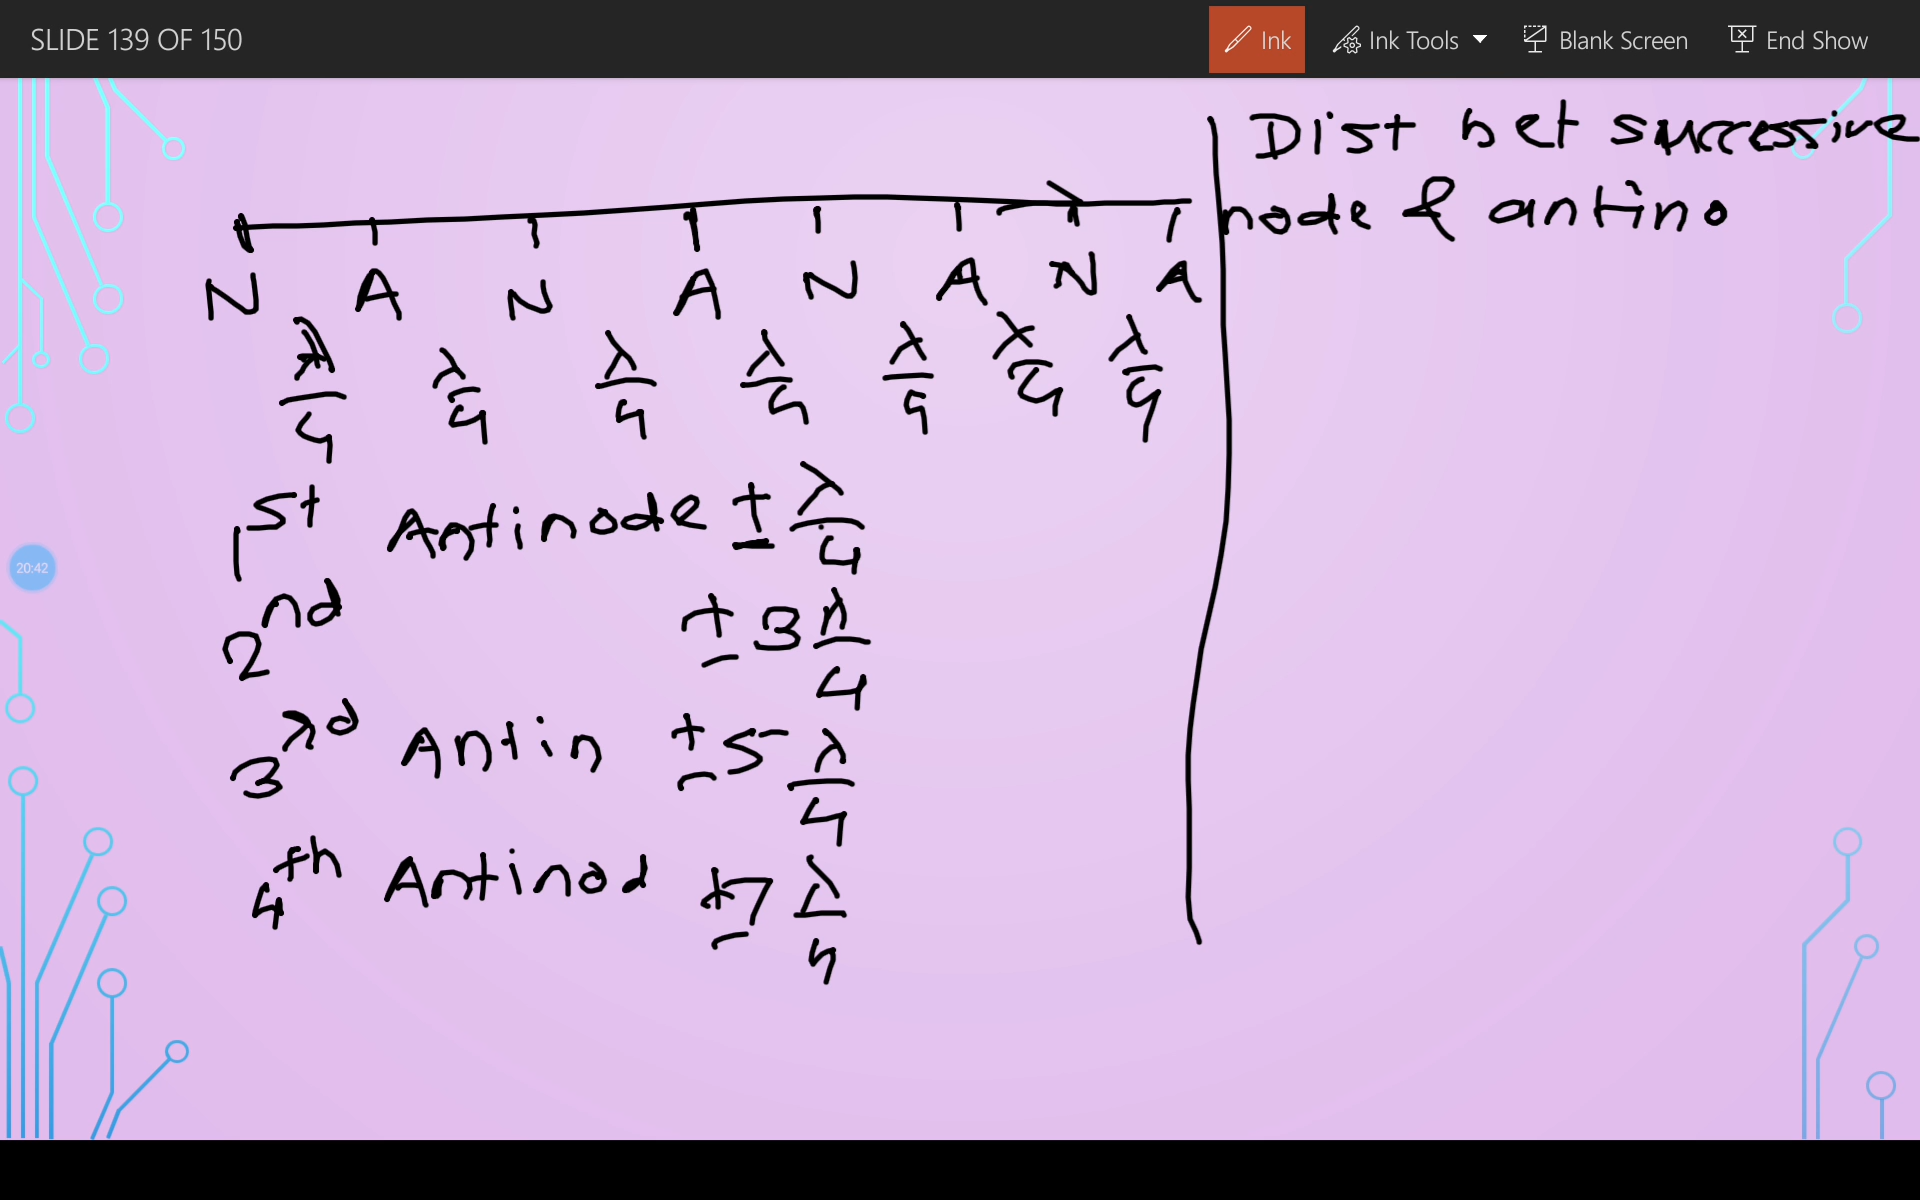 SLIDE 139 OF 150
Ink
Ink Tools
Blank Screen
End Show
N A N A N A N A
λ/4 λ/4 λ/4 λ/4 λ/4 λ/4 λ/4
1st Antinode ± λ/4
2nd ± 3 λ/4
3rd Antin ± 5 λ/4
4th Antinod ± 7 λ/4
Dist bet successive
node & antino
20:42